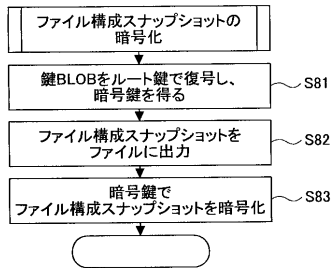 ファイル構成スナップショットの
暗号化
鍵BLOBをルート鍵で復号し、
暗号鍵を得る
S81
ファイル構成スナップショットを
ファイルに出力
S82
暗号鍵で
ファイル構成スナップショットを暗号化
S83